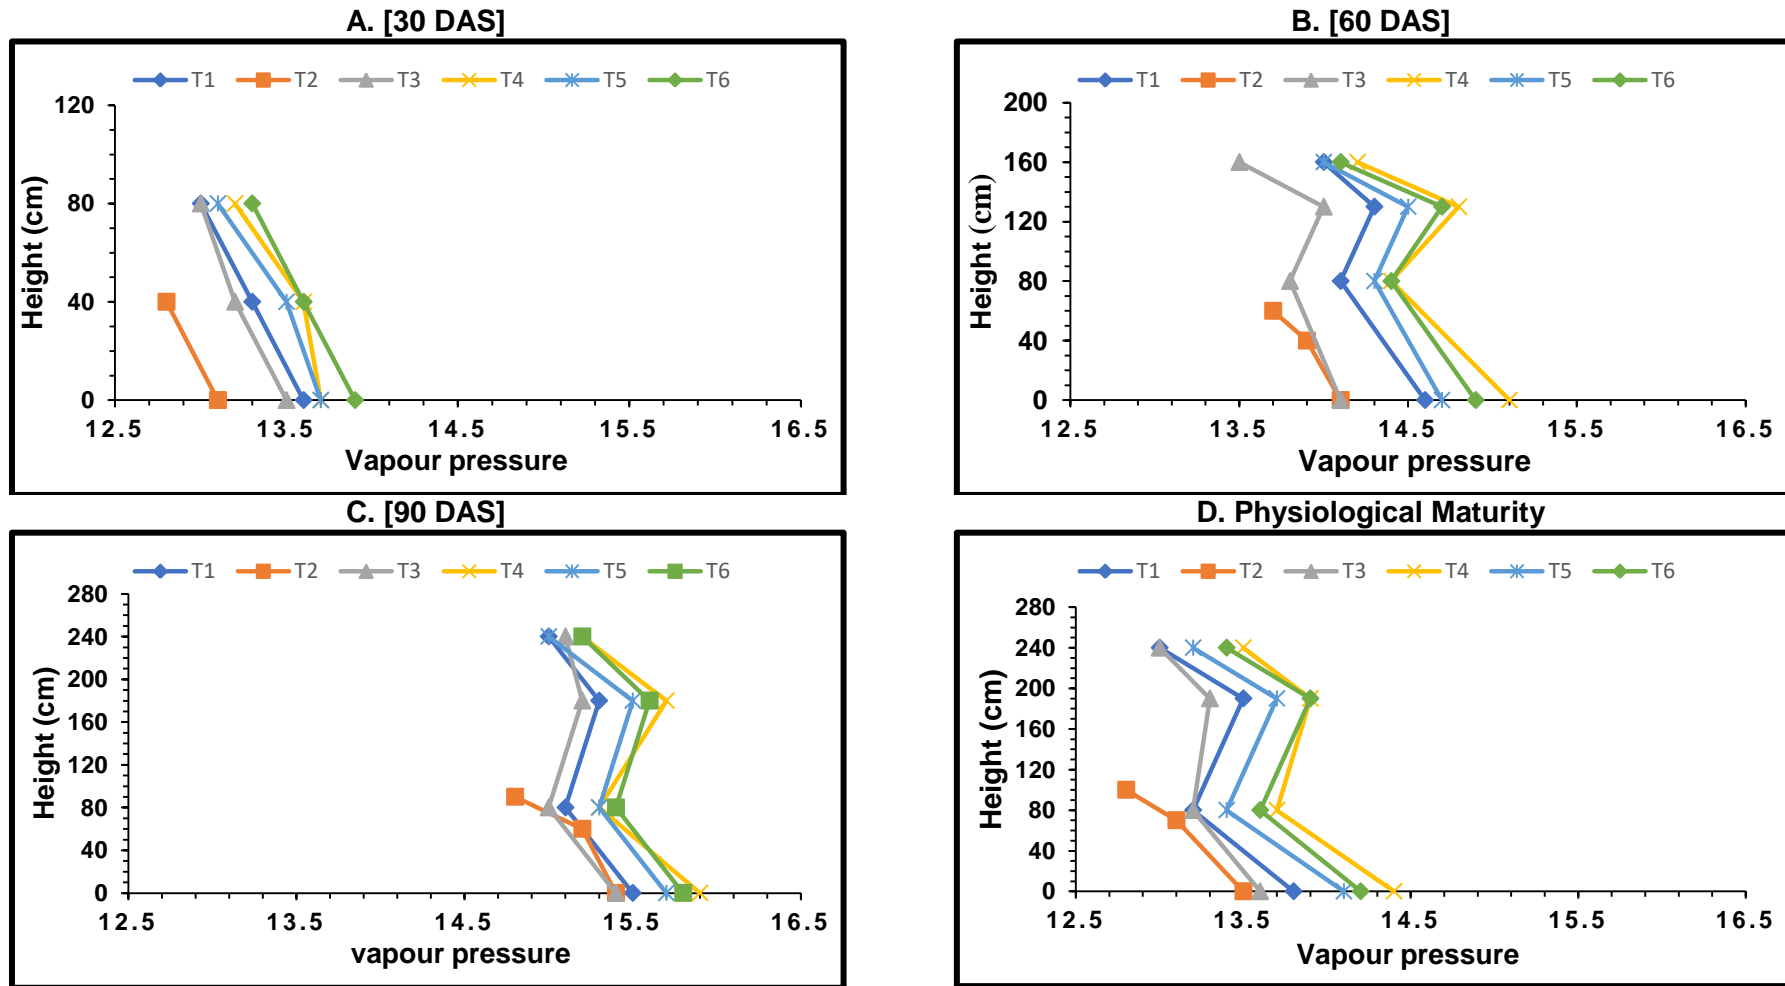 A. [30 DAS]
T1 T2 T3 T4 T5 T6
120
80
40
0
Height (cm)
12.5 13.5 14.5 15.5 16.5
Vapour pressure
B. [60 DAS]
T1 T2 T3 T4 T5 T6
200
160
120
80
40
0
Height (cm)
12.5 13.5 14.5 15.5 16.5
Vapour pressure
C. [90 DAS]
T1 T2 T3 T4 T5 T6
280
240
200
160
120
80
40
0
Height (cm)
12.5 13.5 14.5 15.5 16.5
vapour pressure
D. Physiological Maturity
T1 T2 T3 T4 T5 T6
280
240
200
160
120
80
40
0
Height (cm)
12.5 13.5 14.5 15.5 16.5
Vapour pressure